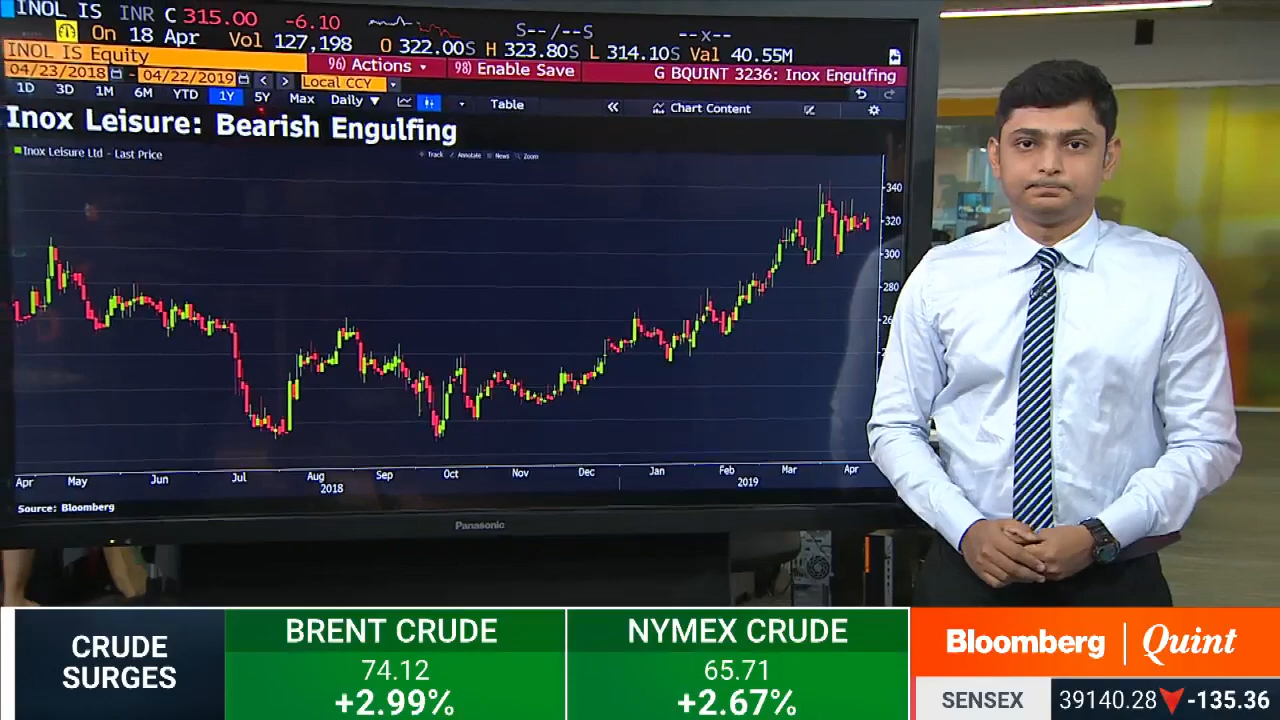 INOL IS INR C 315.00 -6.10 S--/--S --x--
On 18 Apr Vol 127,198 O 322.00S H 323.80S L 314.10S Val 40.55M
INOL IS Equity 96) Actions 98) Enable Save G BQUINT 3236: Inox Engulfing
04/23/2018 - 04/22/2019 < > Local CCY
1D 3D 1M 6M YTD 1Y 5Y Max Daily ▼ Table « Chart Content
Inox Leisure: Bearish Engulfing
Inox Leisure Ltd - Last Price
Track Annotate News Zoom
340
320
300
280
Apr May Jun Jul Aug Sep Oct Nov Dec Jan Feb Mar Apr
2018 2019
Source: Bloomberg
Panasonic
CRUDE SURGES
BRENT CRUDE
74.12
+2.99%
NYMEX CRUDE
65.71
+2.67%
Bloomberg | Quint
SENSEX 39140.28 -135.36